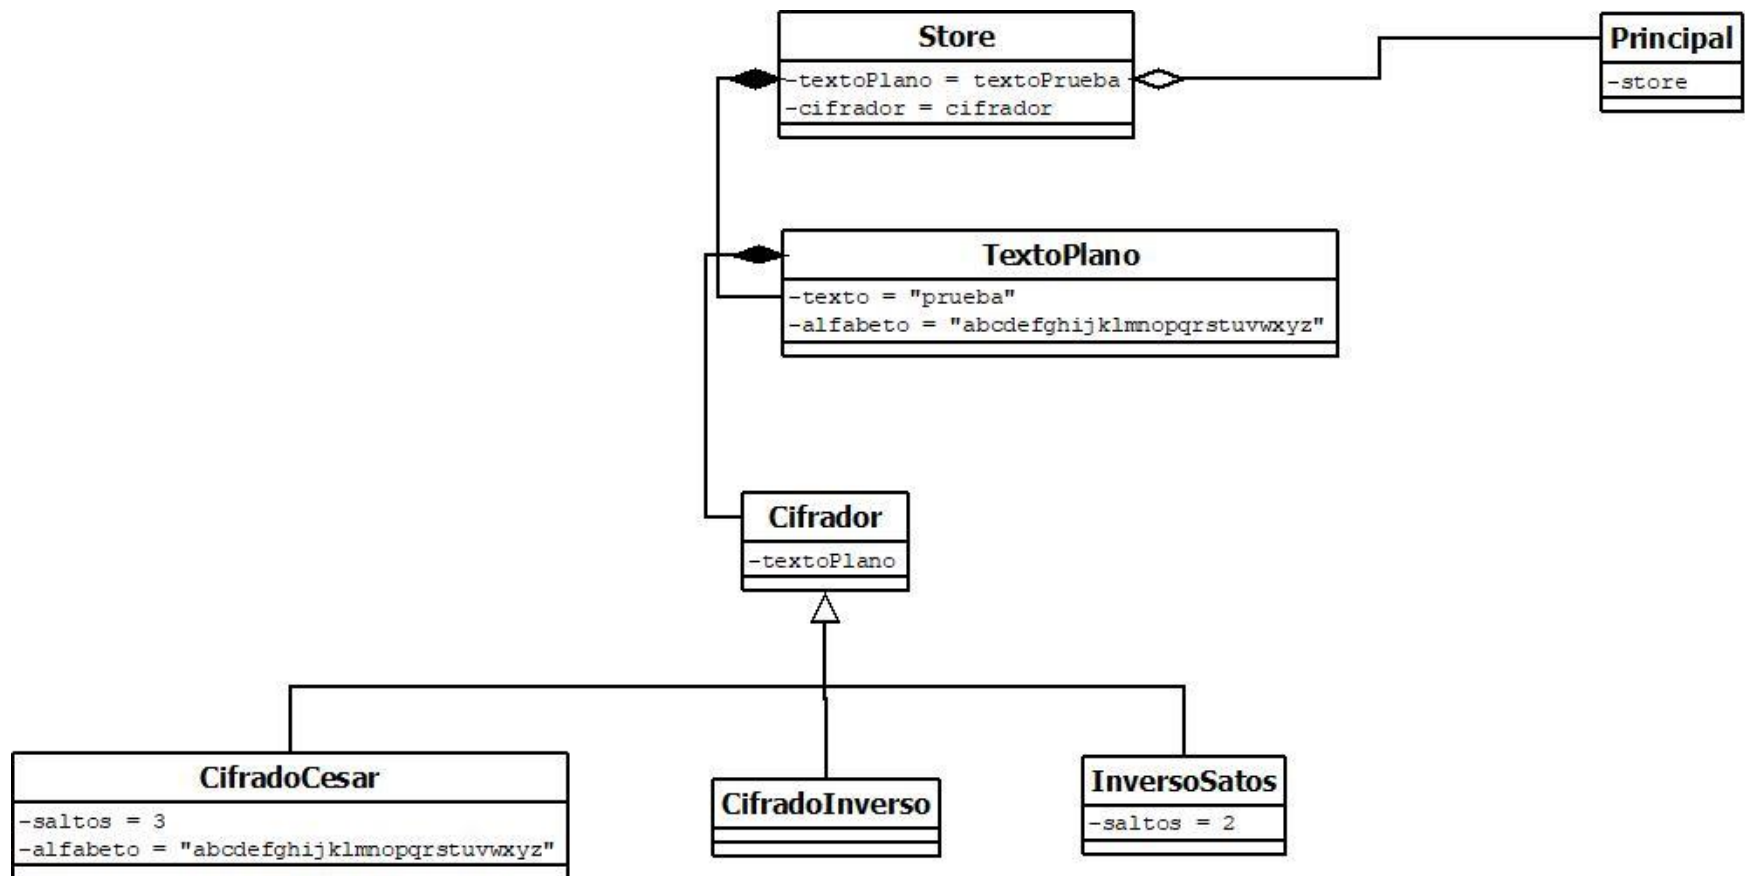 Store
-textoPlano = textoPrueba
-cifrador = cifrador
Principal
-store
TextoPlano
-texto = "prueba"
-alfabeto = "abcdefghijklmnopqrstuvwxyz"
Cifrador
-textoPlano
CifradoCesar
-saltos = 3
-alfabeto = "abcdefghijklmnopqrstuvwxyz"
CifradoInverso
InversoSatos
-saltos = 2